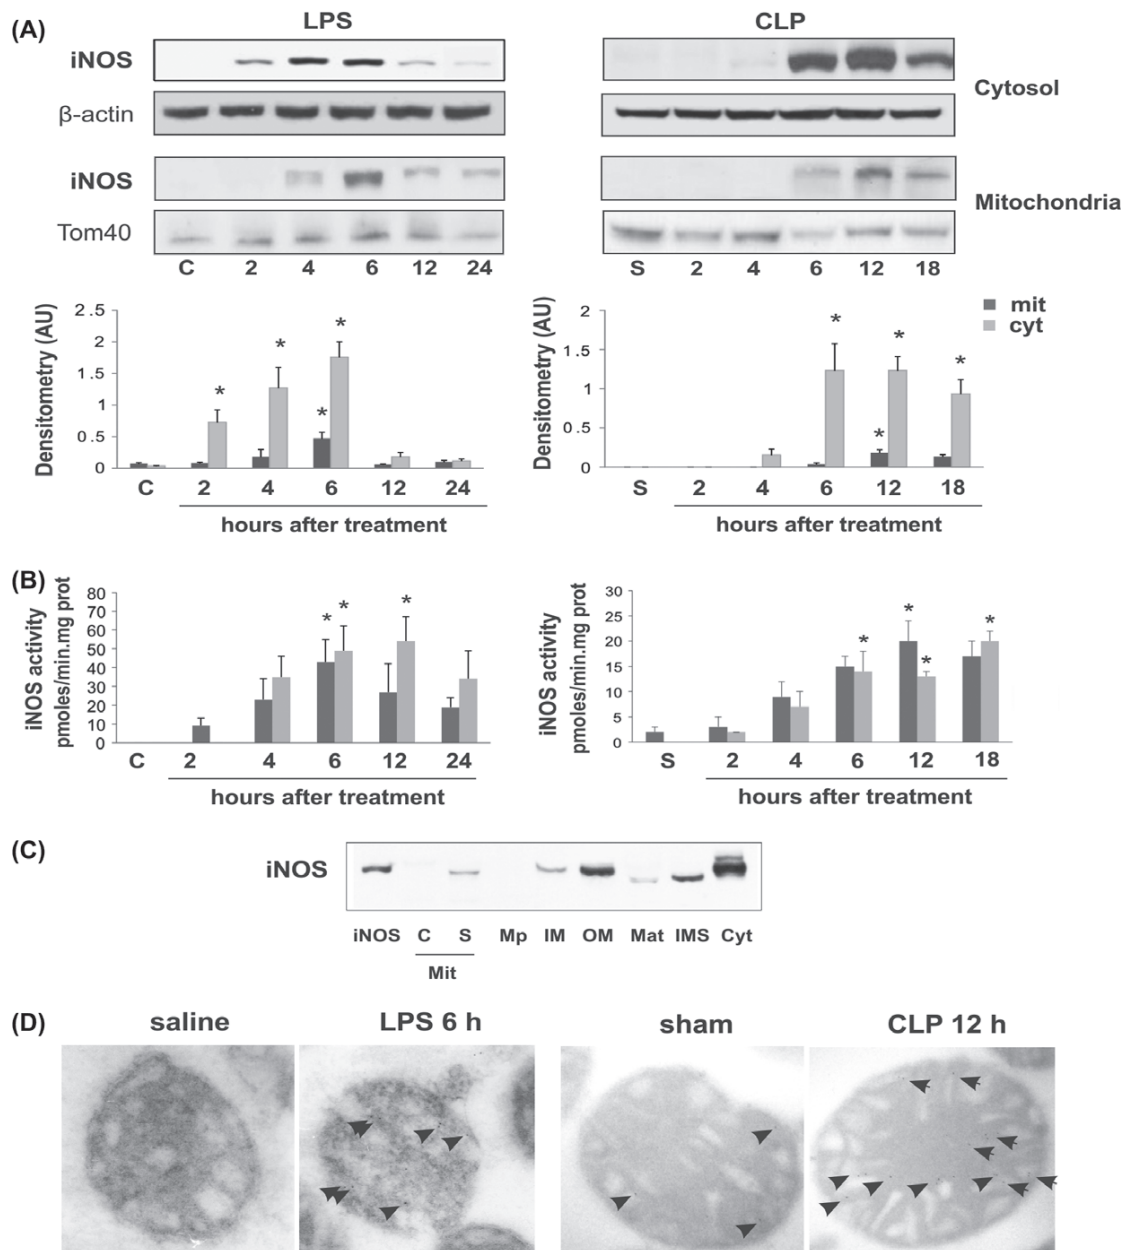 (A)
LPS
CLP
iNOS
β-actin
Cytosol
iNOS
Tom40
Mitochondria
C 2 4 6 12 24
S 2 4 6 12 18
Densitometry (AU)
2.5
2
1.5
1
0.5
0
* * * *
C 2 4 6 12 24
hours after treatment
Densitometry (AU)
2
1.5
1
0.5
0
* * * *
S 2 4 6 12 18
hours after treatment
mit
cyt
(B)
iNOS activity
pmoles/min.mg prot
80
70
60
50
40
30
20
10
0
* * *
C 2 4 6 12 24
hours after treatment
iNOS activity
pmoles/min.mg prot
30
25
20
15
10
5
0
* * * *
S 2 4 6 12 18
hours after treatment
(C)
iNOS
iNOS C S Mp IM OM Mat IMS Cyt
Mit
(D)
saline LPS 6 h sham CLP 12 h